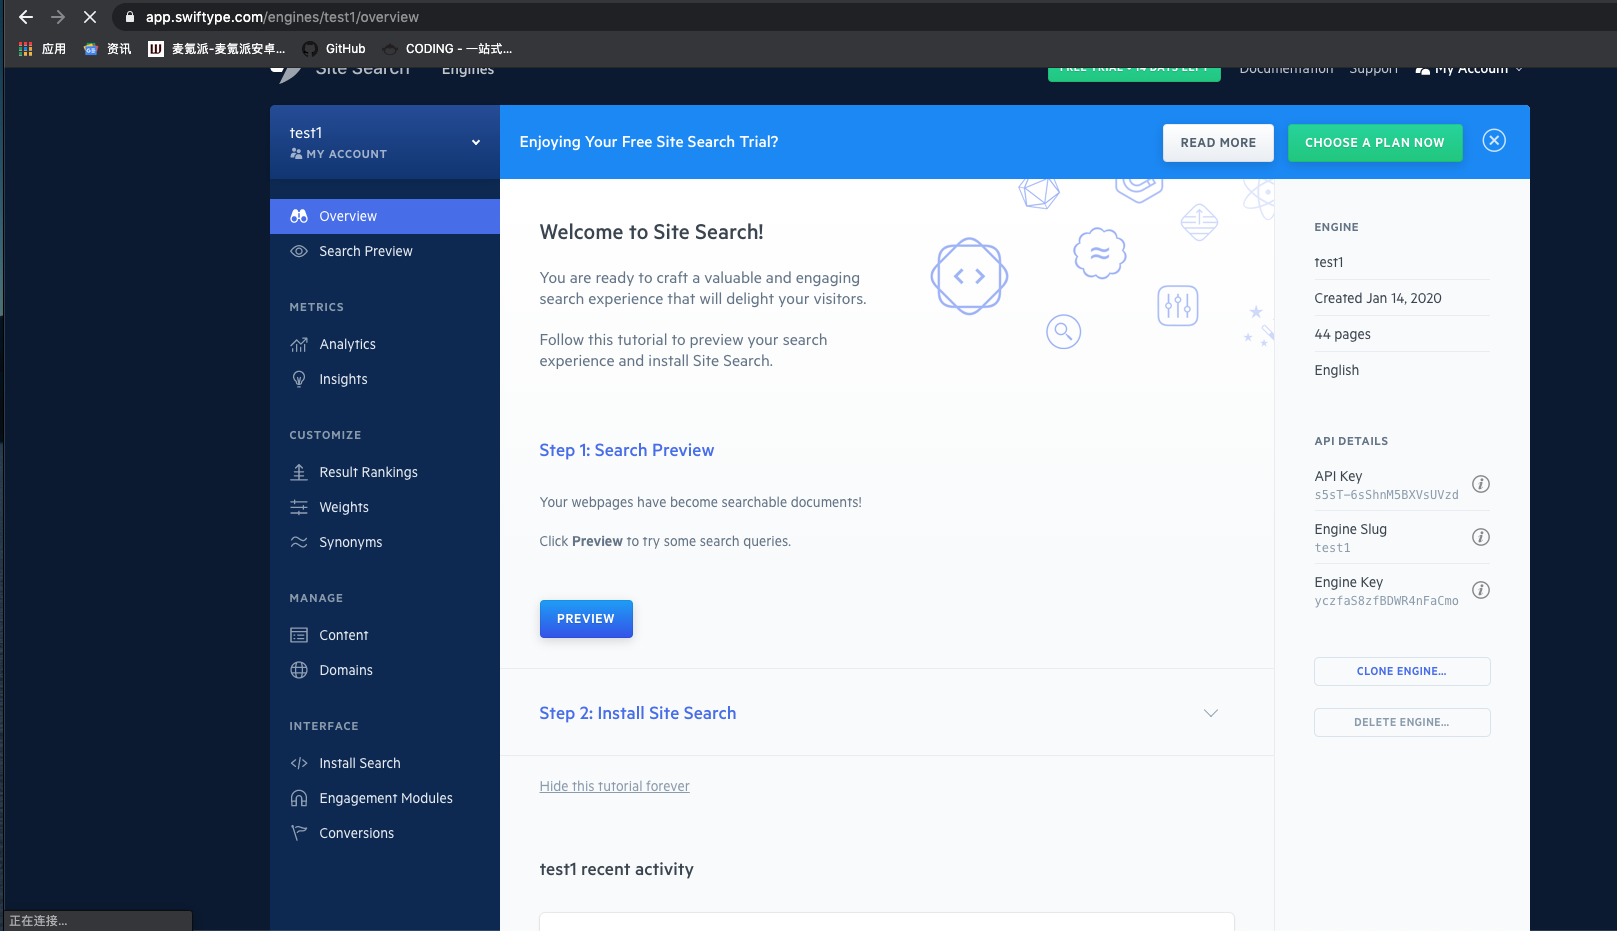 app.swiftype.com/engines/test1/overview
应用 资讯 麦氪派-麦氪派安卓... GitHub CODING - 一站式...
Site Search Engines FREE TRIAL - 14 DAYS LEFT Documentation Support My Account
test1
MY ACCOUNT
Enjoying Your Free Site Search Trial?
READ MORE
CHOOSE A PLAN NOW
Overview
Search Preview
METRICS
Analytics
Insights
CUSTOMIZE
Result Rankings
Weights
Synonyms
MANAGE
Content
Domains
INTERFACE
Install Search
Engagement Modules
Conversions
Welcome to Site Search!
You are ready to craft a valuable and engaging
search experience that will delight your visitors.
Follow this tutorial to preview your search
experience and install Site Search.
Step 1: Search Preview
Your webpages have become searchable documents!
Click Preview to try some search queries.
PREVIEW
Step 2: Install Site Search
Hide this tutorial forever
test1 recent activity
ENGINE
test1
Created Jan 14, 2020
44 pages
English
API DETAILS
API Key
s5sT-6sShnM5BXVsUVzd
Engine Slug
test1
Engine Key
yczfaS8zfBDWR4nFaCmo
CLONE ENGINE...
DELETE ENGINE...
正在连接...